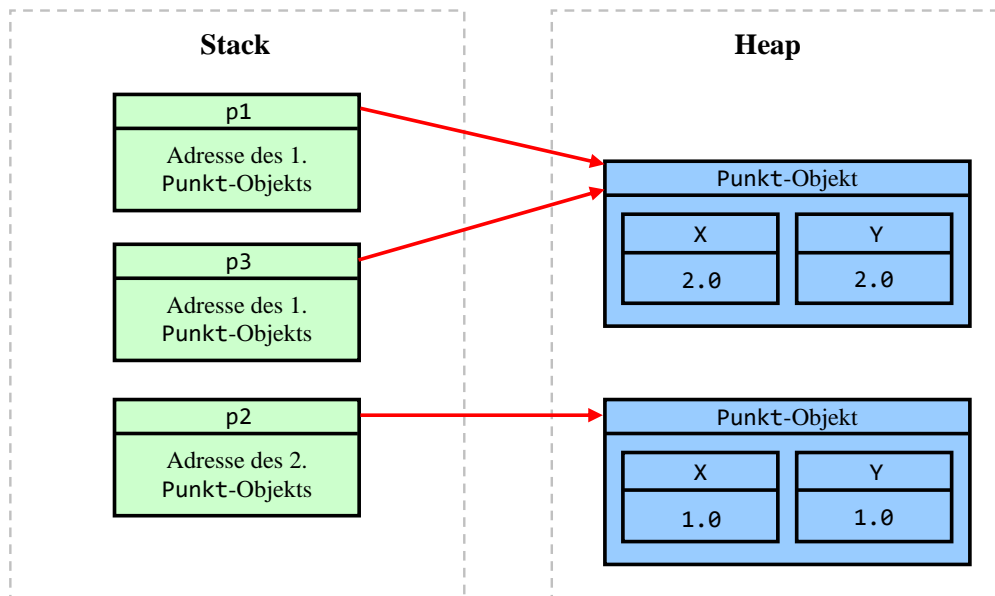 Stack
p1
Adresse des 1.
Punkt-Objekts
p3
Adresse des 1.
Punkt-Objekts
p2
Adresse des 2.
Punkt-Objekts
Heap
Punkt-Objekt
X Y
2.0 2.0
Punkt-Objekt
X Y
1.0 1.0